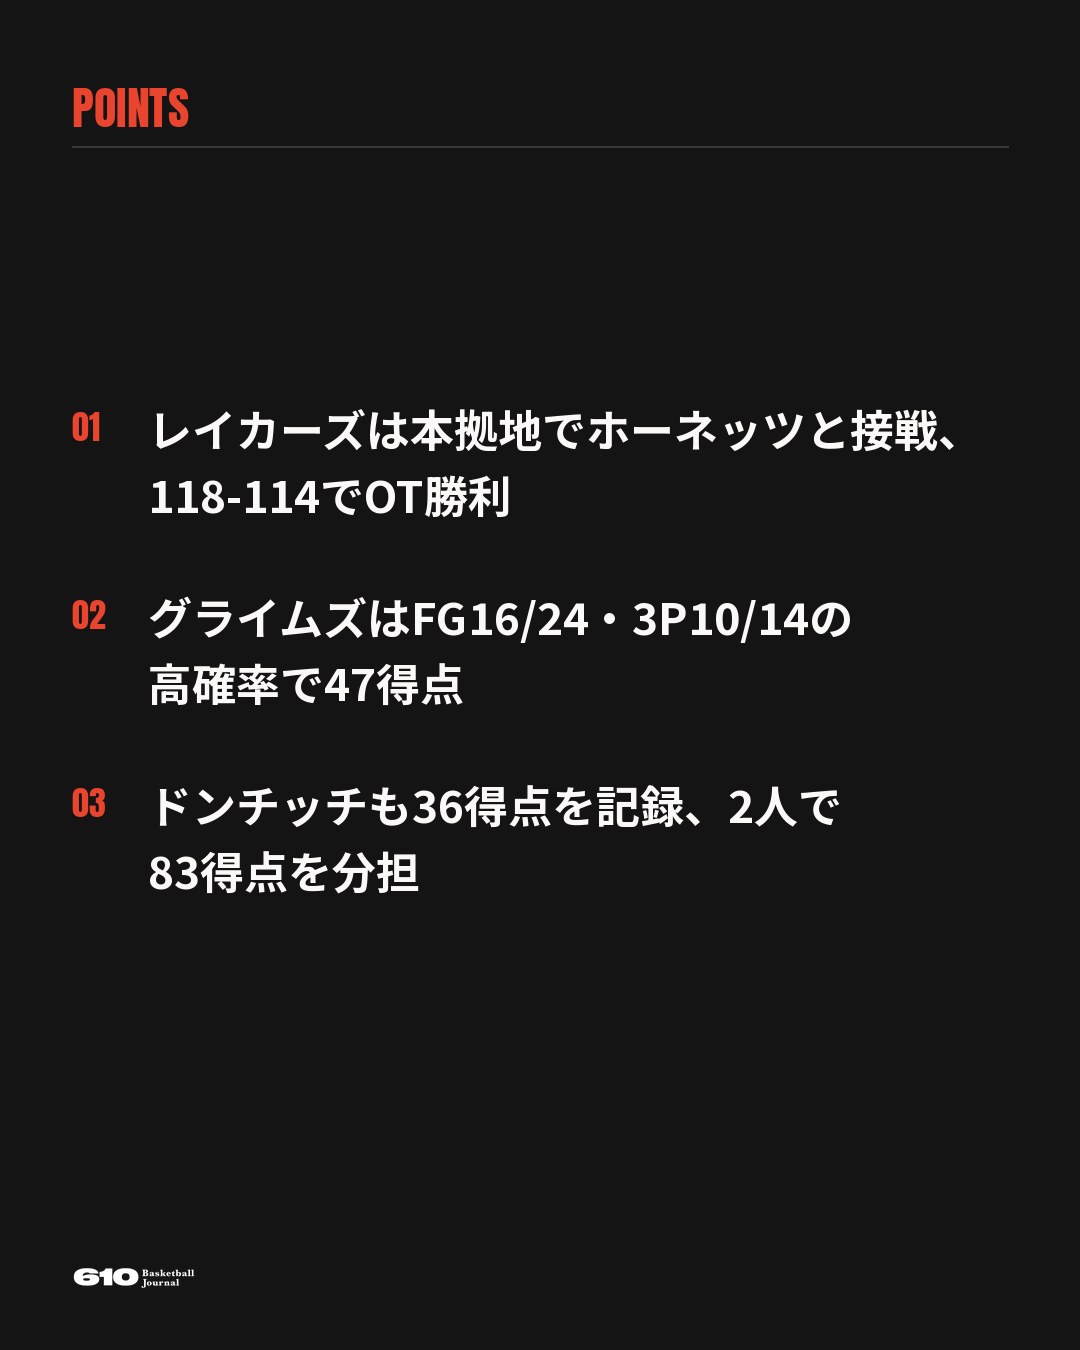 POINTS
01
レイカーズは本拠地でホーネッツと接戦、
118-114でOT勝利
02
グライムズはFG16/24・3P10/14の
高確率で47得点
03
ドンチッチも36得点を記録、2人で
83得点を分担
610 Basketball
Journal